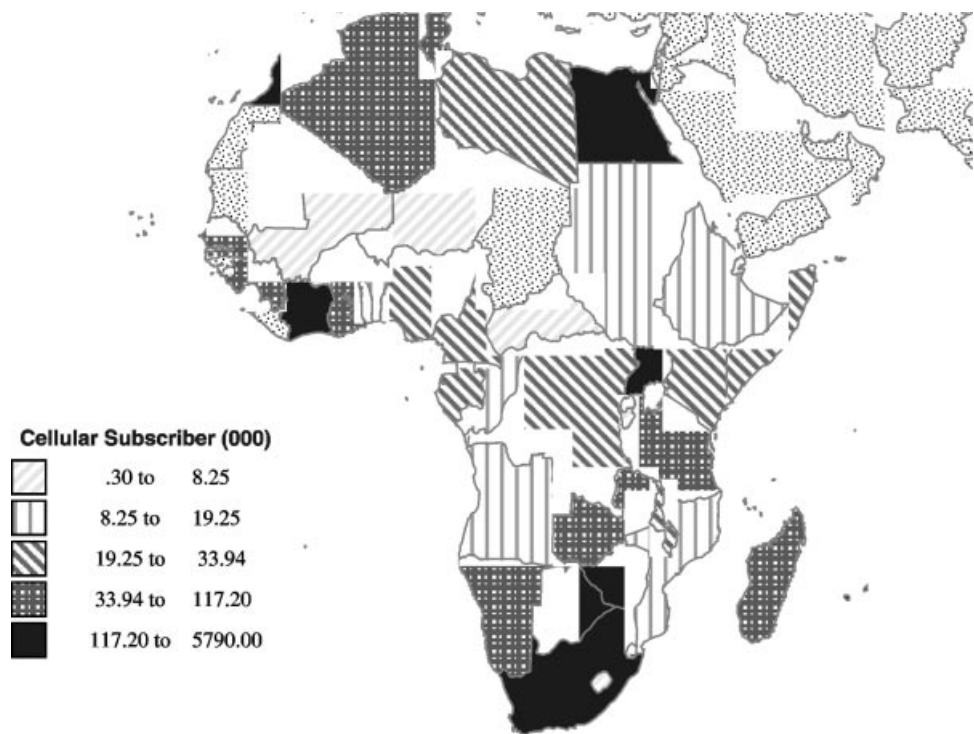 Cellular Subscriber (000)
.30 to 8.25
8.25 to 19.25
19.25 to 33.94
33.94 to 117.20
117.20 to 5790.00